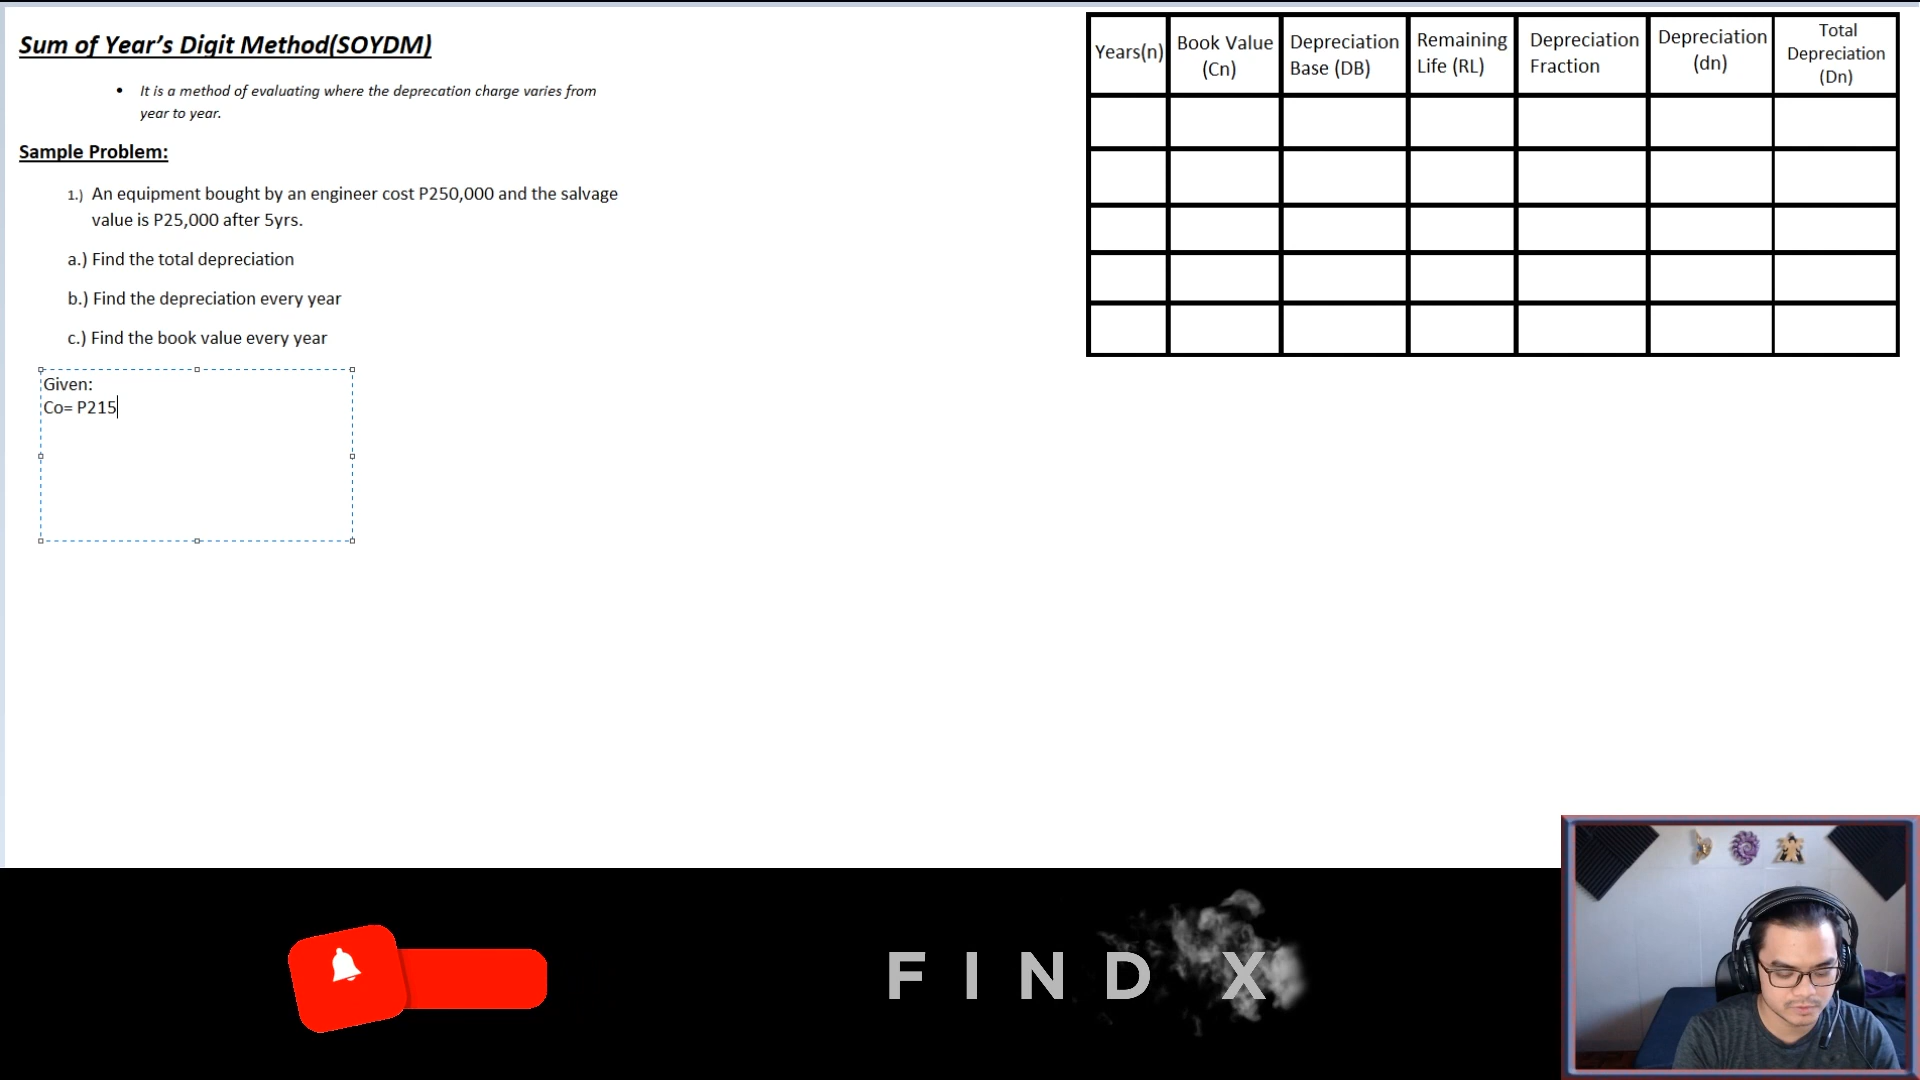 Sum of Year's Digit Method(SOYDM)
• It is a method of evaluating where the deprecation charge varies from
year to year.
Sample Problem:
1.) An equipment bought by an engineer cost P250,000 and the salvage
value is P25,000 after 5yrs.
a.) Find the total depreciation
b.) Find the depreciation every year
c.) Find the book value every year
Given:
Co= P215
Years(n)
Book Value
(Cn)
Depreciation
Base (DB)
Remaining
Life (RL)
Depreciation
Fraction
Depreciation
(dn)
Total
Depreciation
(Dn)
FIND X